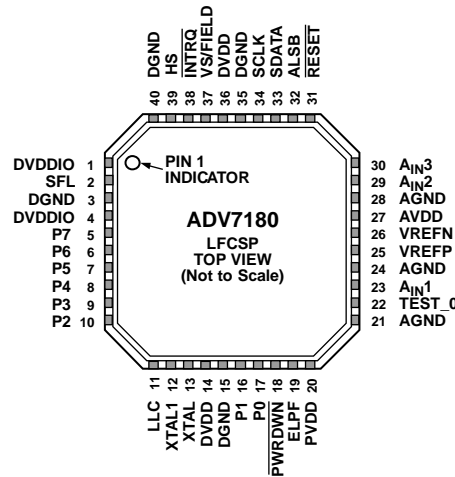 DGND
HS
INTRQ
VS/FIELD
DVDD
DGND
SCLK
SDATA
ALSB
RESET
40
39
38
37
36
35
34
33
32
31
DVDDIO 1
SFL 2
DGND 3
DVDDIO 4
P7 5
P6 6
P5 7
P4 8
P3 9
P2 10
PIN 1
INDICATOR
ADV7180
LFCSP
TOP VIEW
(Not to Scale)
30 AIN3
29 AIN2
28 AGND
27 AVDD
26 VREFN
25 VREFP
24 AGND
23 AIN1
22 TEST_0
21 AGND
11
12
13
14
15
16
17
18
19
20
LLC
XTAL1
XTAL
DVDD
DGND
P1
P0
PWRDWN
ELPF
PVDD